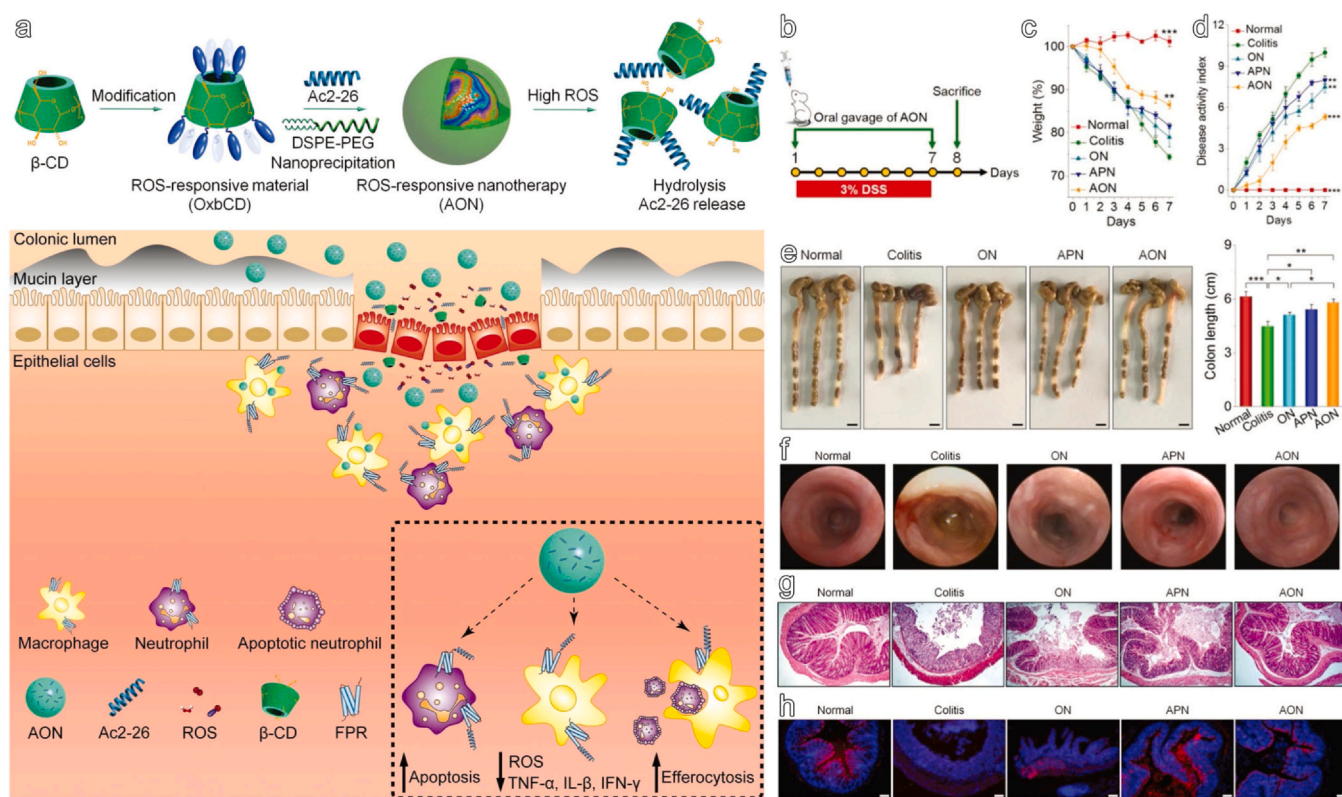 a
β-CD
Modification
ROS-responsive material
(OxbCD)
Ac2-26
DSPE-PEG
Nanoprecipitation
ROS-responsive nanotherapy
(AON)
High ROS
Hydrolysis
Ac2-26 release
Colonic lumen
Mucin layer
Epithelial cells
Macrophage
Neutrophil
Apoptotic neutrophil
AON
Ac2-26
ROS
β-CD
FPR
Apoptosis
ROS
TNF-α, IL-β, IFN-γ
Efferocytosis
b
Sacrifice
Oral gavage of AON
1
7
8
Days
3% DSS
c
Weight (%)
100
90
80
70
***
**
Normal
Colitis
ON
APN
AON
0 1 2 3 4 5 6 7
Days
d
Disease activity index
12
9
6
3
0
Normal
Colitis
ON
APN
AON
**
**
***
***
0 1 2 3 4 5 6 7
Days
e
Normal
Colitis
ON
APN
AON
Colon length (cm)
9
6
3
0
**
*
*** * *
Normal
Colitis
ON
APN
AON
f
Normal
Colitis
ON
APN
AON
g
Normal
Colitis
ON
APN
AON
h
Normal
Colitis
ON
APN
AON